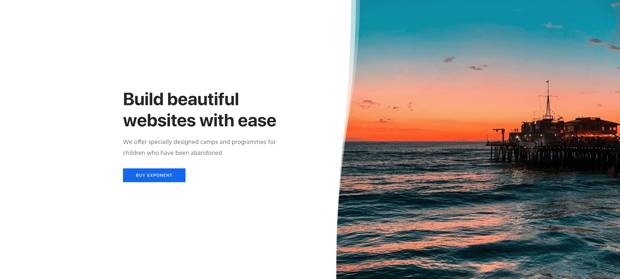 Build beautiful
websites with ease
We offer specially designed camps and programmes for
children who have been abandoned
BUY EXPONENT